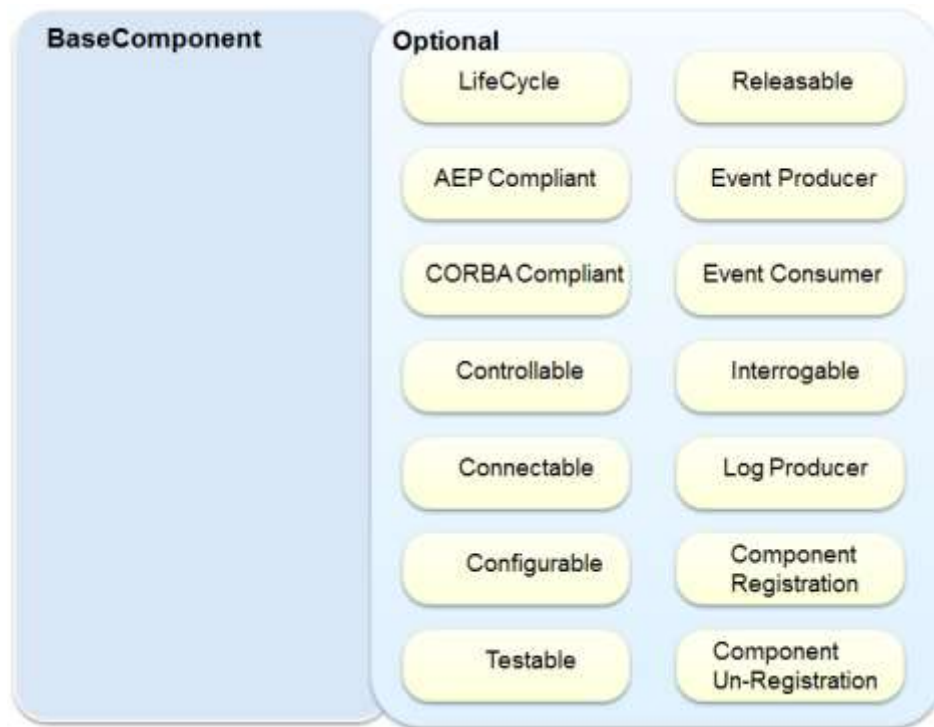 BaseComponent
Optional
LifeCycle
Releasable
AEP Compliant
Event Producer
CORBA Compliant
Event Consumer
Controllable
Interrogable
Connectable
Log Producer
Configurable
Component
Registration
Testable
Component
Un-Registration